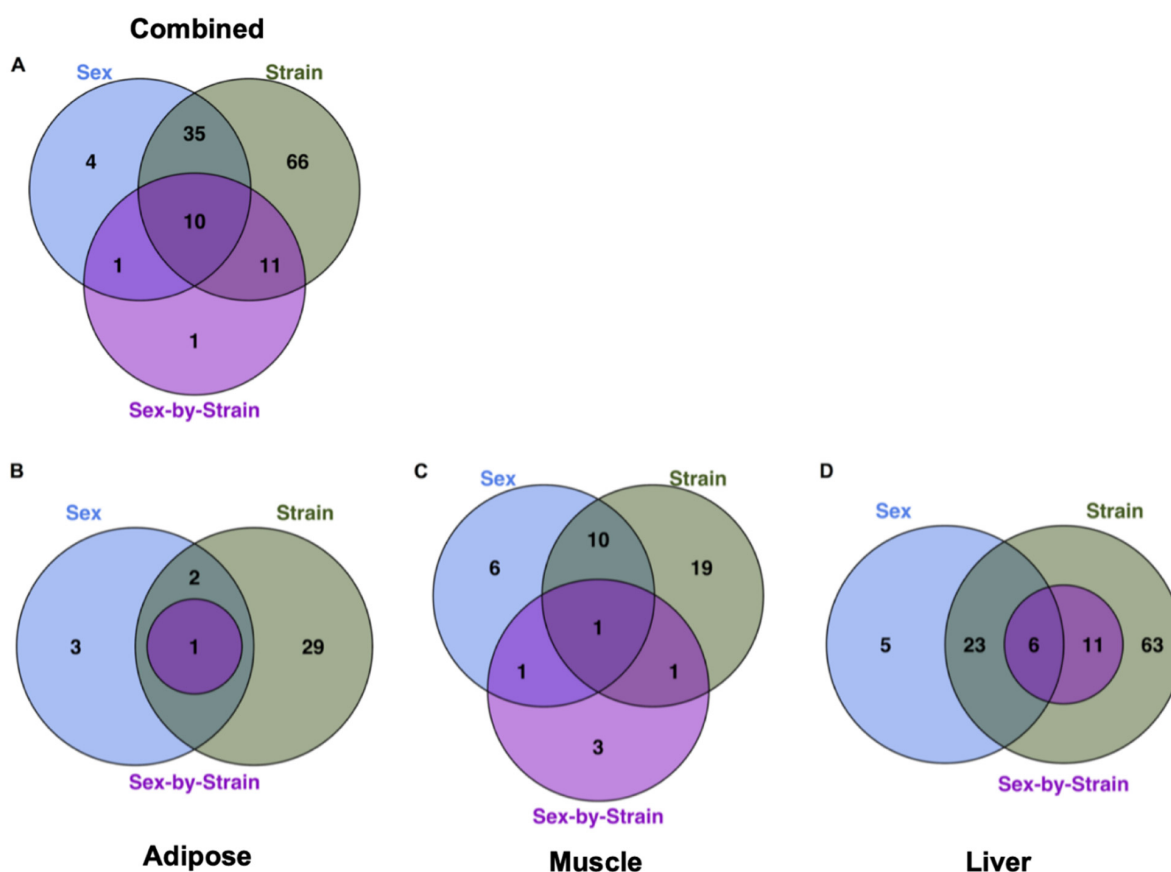 Combined
A
Sex Strain
35
4 66
10
1 11
1
Sex-by-Strain
B
Sex Strain
2
3 1 29
Sex-by-Strain
Adipose
C
Sex Strain
10
6 19
1
1 1
3
Sex-by-Strain
Muscle
D
Sex Strain
5 23 6 11 63
Sex-by-Strain
Liver